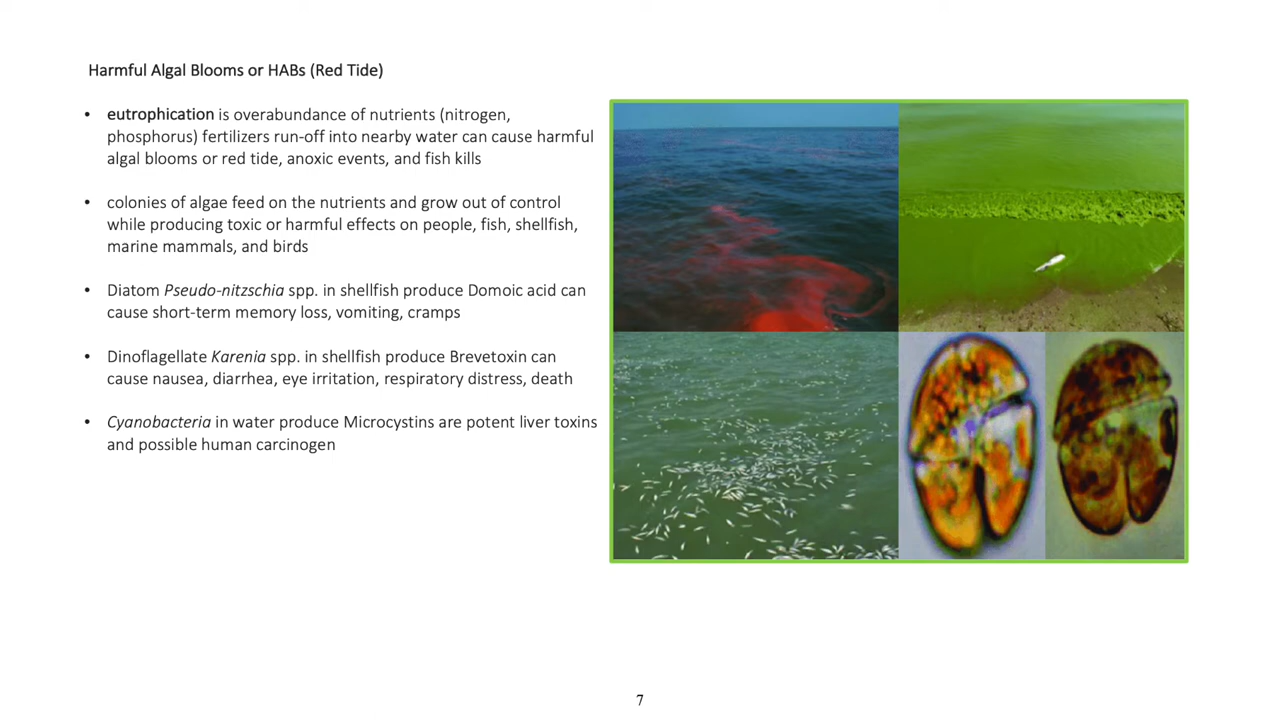 Harmful Algal Blooms or HABs (Red Tide)
• eutrophication is overabundance of nutrients (nitrogen,
phosphorus) fertilizers run-off into nearby water can cause harmful
algal blooms or red tide, anoxic events, and fish kills
• colonies of algae feed on the nutrients and grow out of control
while producing toxic or harmful effects on people, fish, shellfish,
marine mammals, and birds
• Diatom Pseudo-nitzschia spp. in shellfish produce Domoic acid can
cause short-term memory loss, vomiting, cramps
• Dinoflagellate Karenia spp. in shellfish produce Brevetoxin can
cause nausea, diarrhea, eye irritation, respiratory distress, death
• Cyanobacteria in water produce Microcystins are potent liver toxins
and possible human carcinogen
7